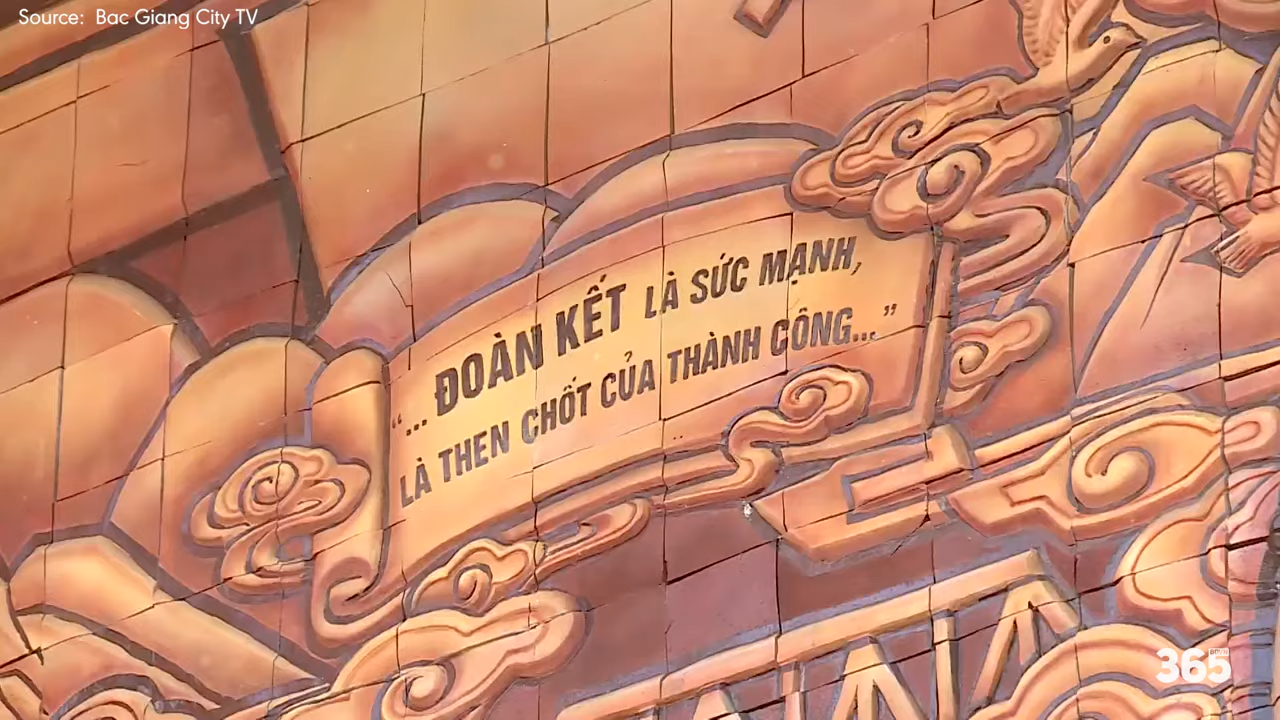 Source: Bac Giang City TV
“... ĐOÀN KẾT LÀ SỨC MẠNH,
LÀ THEN CHỐT CỦA THÀNH CÔNG...”
365